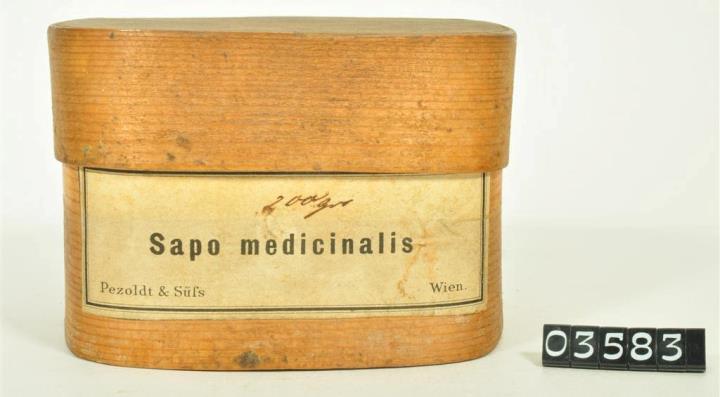 200 gr
Sapo medicinalis
Pezoldt & Süſs
Wien.
03583